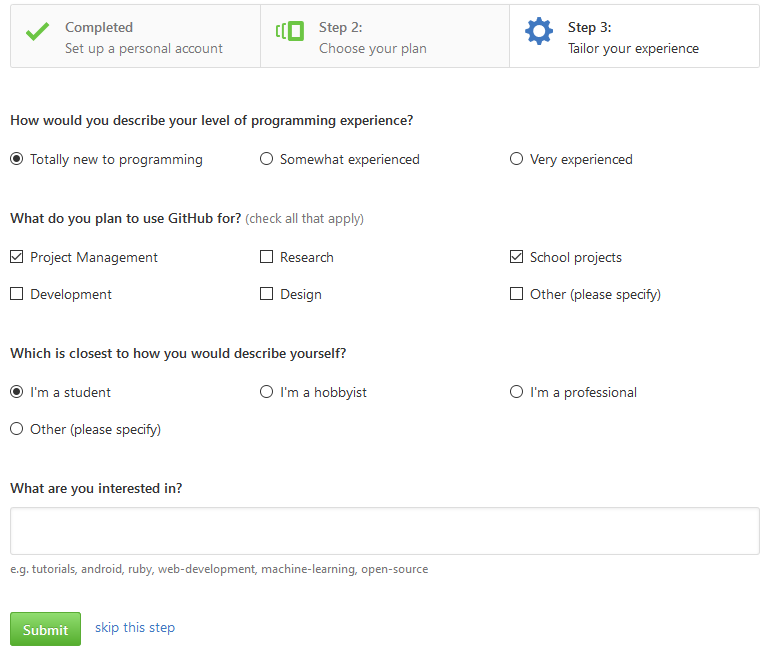 Completed
Set up a personal account
Step 2:
Choose your plan
Step 3:
Tailor your experience
How would you describe your level of programming experience?
Totally new to programming
Somewhat experienced
Very experienced
What do you plan to use GitHub for? (check all that apply)
Project Management
Research
School projects
Development
Design
Other (please specify)
Which is closest to how you would describe yourself?
I'm a student
I'm a hobbyist
I'm a professional
Other (please specify)
What are you interested in?
e.g. tutorials, android, ruby, web-development, machine-learning, open-source
Submit
skip this step